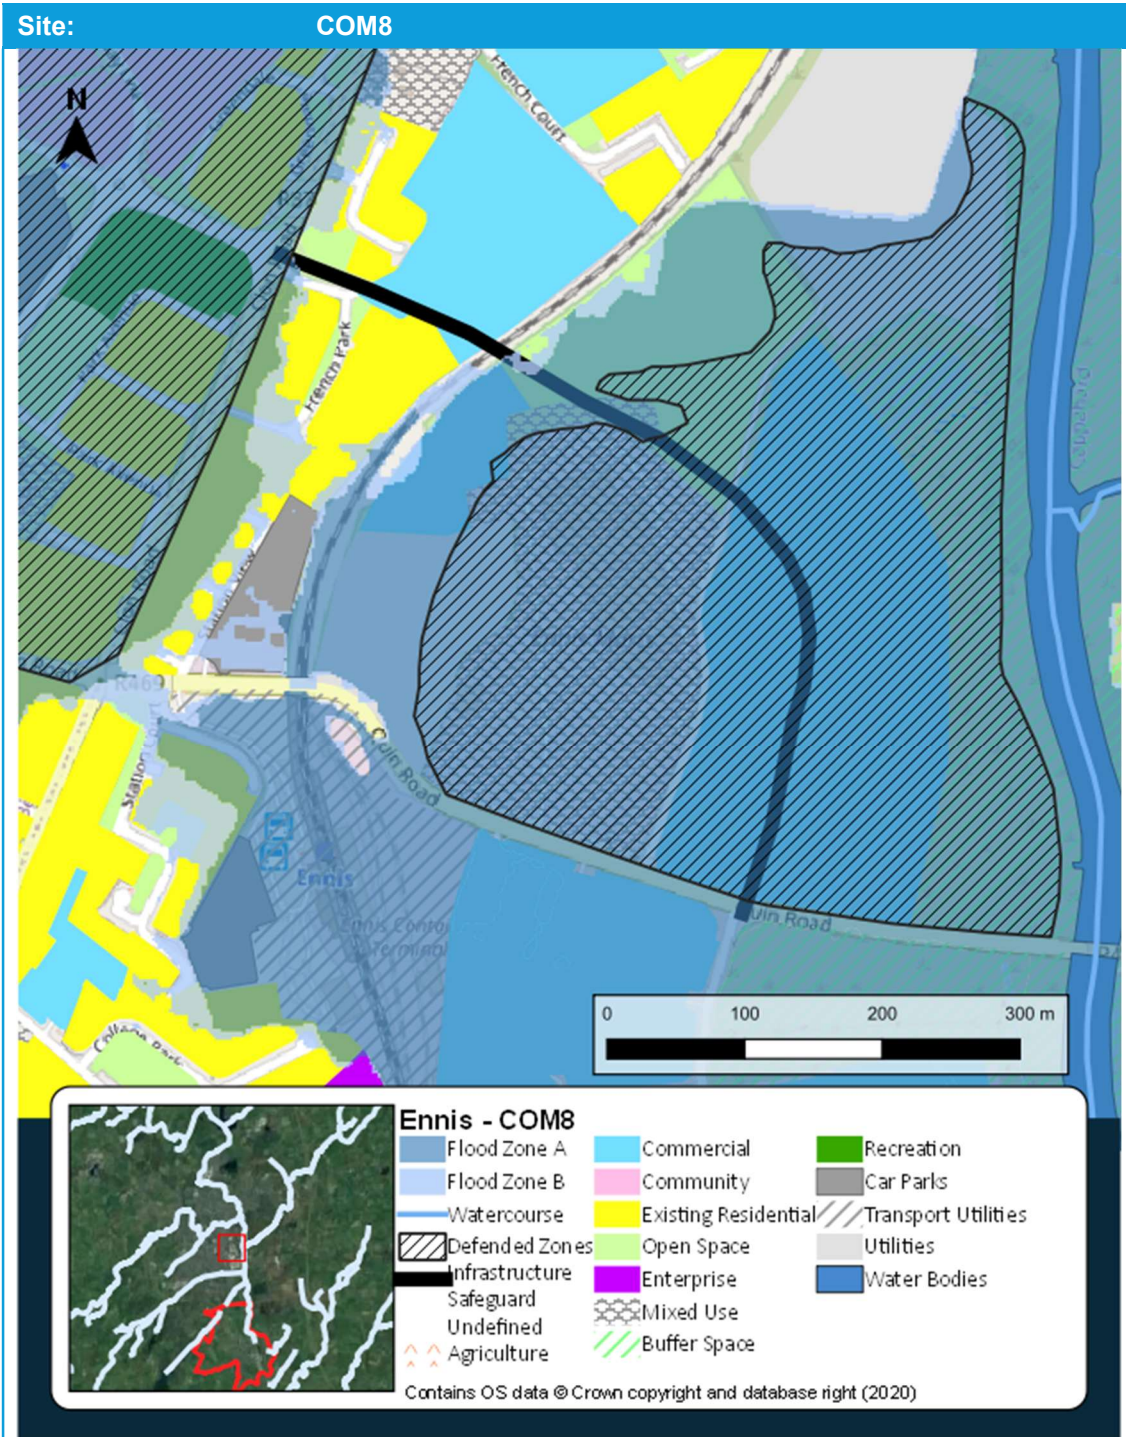 Site: COM8
N
French Court
French Park
Cappahard
Station View
R469
Quin Road
Station Court
Ennis
Quin Road
College Park
0 100 200 300 m
Ennis - COM8
Flood Zone A
Flood Zone B
Watercourse
Defended Zones
Infrastructure
Safeguard
Undefined
Agriculture
Commercial
Community
Existing Residential
Open Space
Enterprise
Mixed Use
Buffer Space
Recreation
Car Parks
Transport Utilities
Utilities
Water Bodies
Contains OS data © Crown copyright and database right (2020)